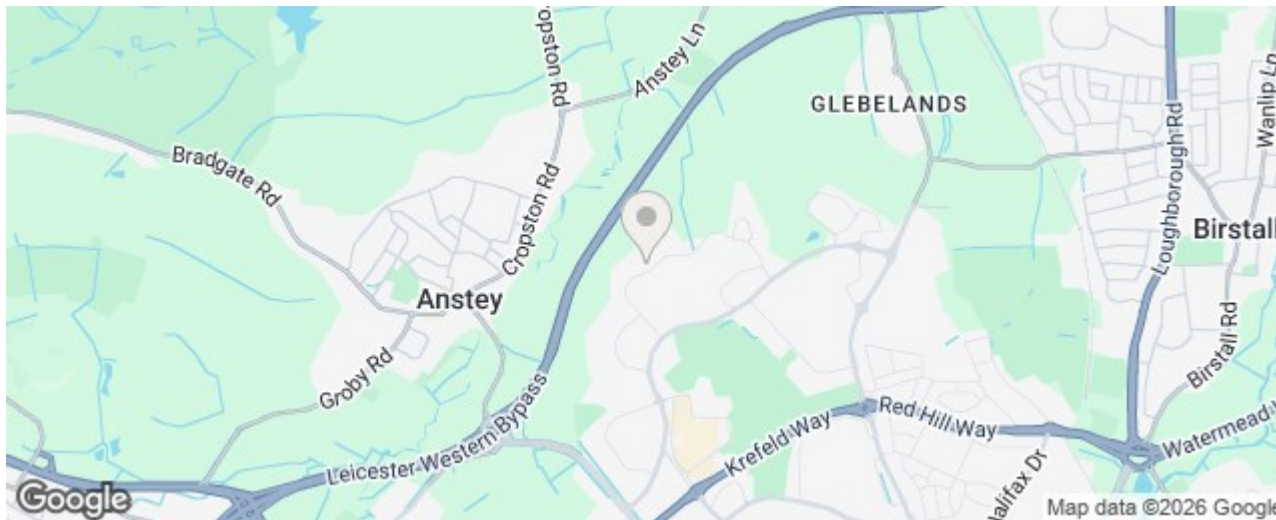 Cropston Rd
Anstey Ln
GLEBELANDS
Loughborough Rd
Wanlip Ln
Bradgate Rd
Cropston Rd
Birstall
Anstey
Groby Rd
Birstall Rd
Red Hill Way
Krefeld Way
Leicester Western Bypass
Watermead
Halifax Dr
Google
Map data ©2026 Google